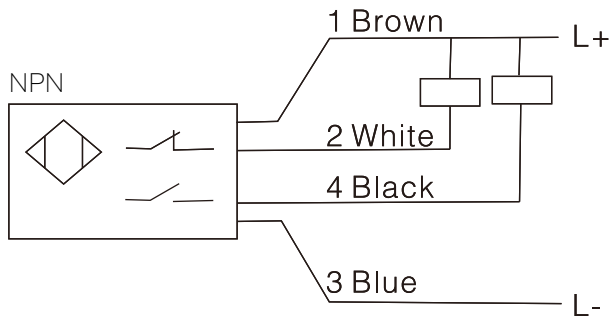 1 Brown
L+
NPN
2 White
4 Black
3 Blue
L-